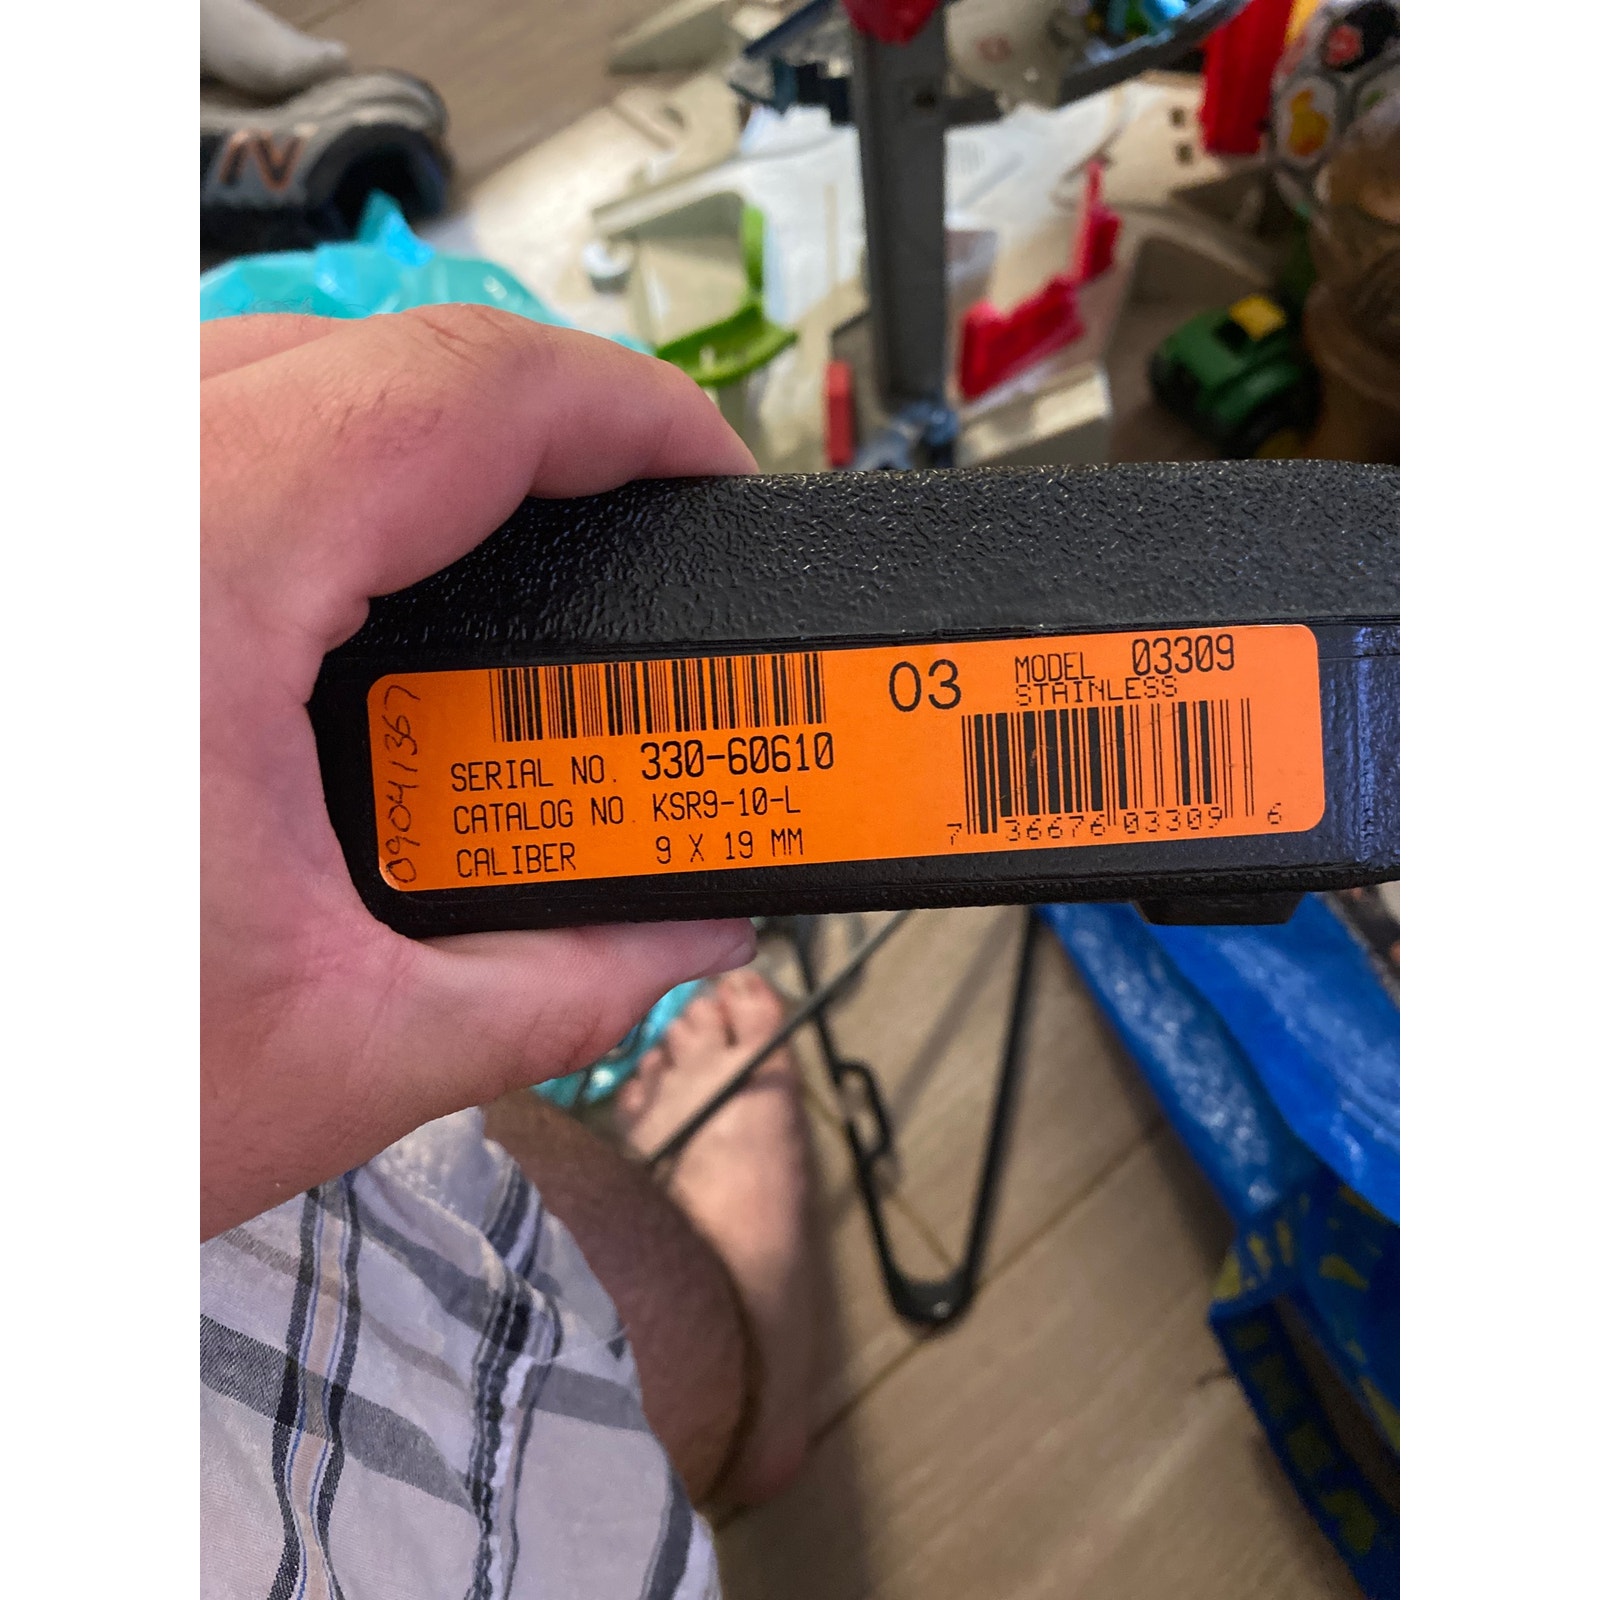 09041367
SERIAL NO. 330-60610
CATALOG NO. KSR9-10-L
CALIBER 9 X 19 MM
03
MODEL 03309
STAINLESS
7 36676 03309 6
N